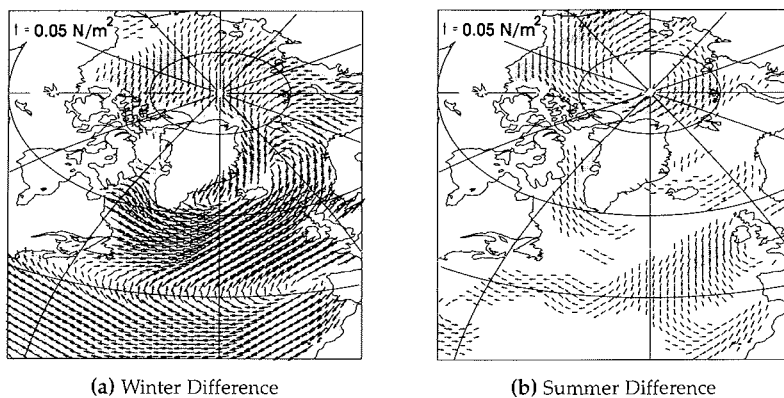 t = 0.05 N/m²
t = 0.05 N/m²
(a) Winter Difference
(b) Summer Difference